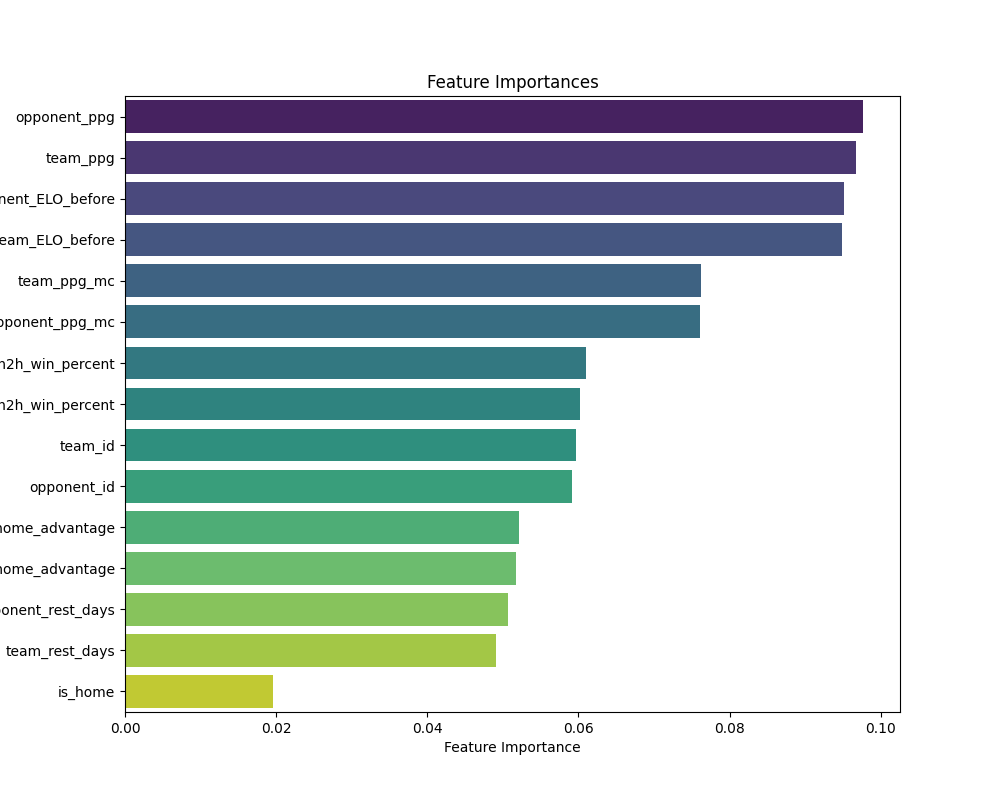 Feature Importances
opponent_ppg
team_ppg
nent_ELO_before
eam_ELO_before
team_ppg_mc
pponent_ppg_mc
h2h_win_percent
h2h_win_percent
team_id
opponent_id
home_advantage
home_advantage
ponent_rest_days
team_rest_days
is_home
0.00 0.02 0.04 0.06 0.08 0.10
Feature Importance